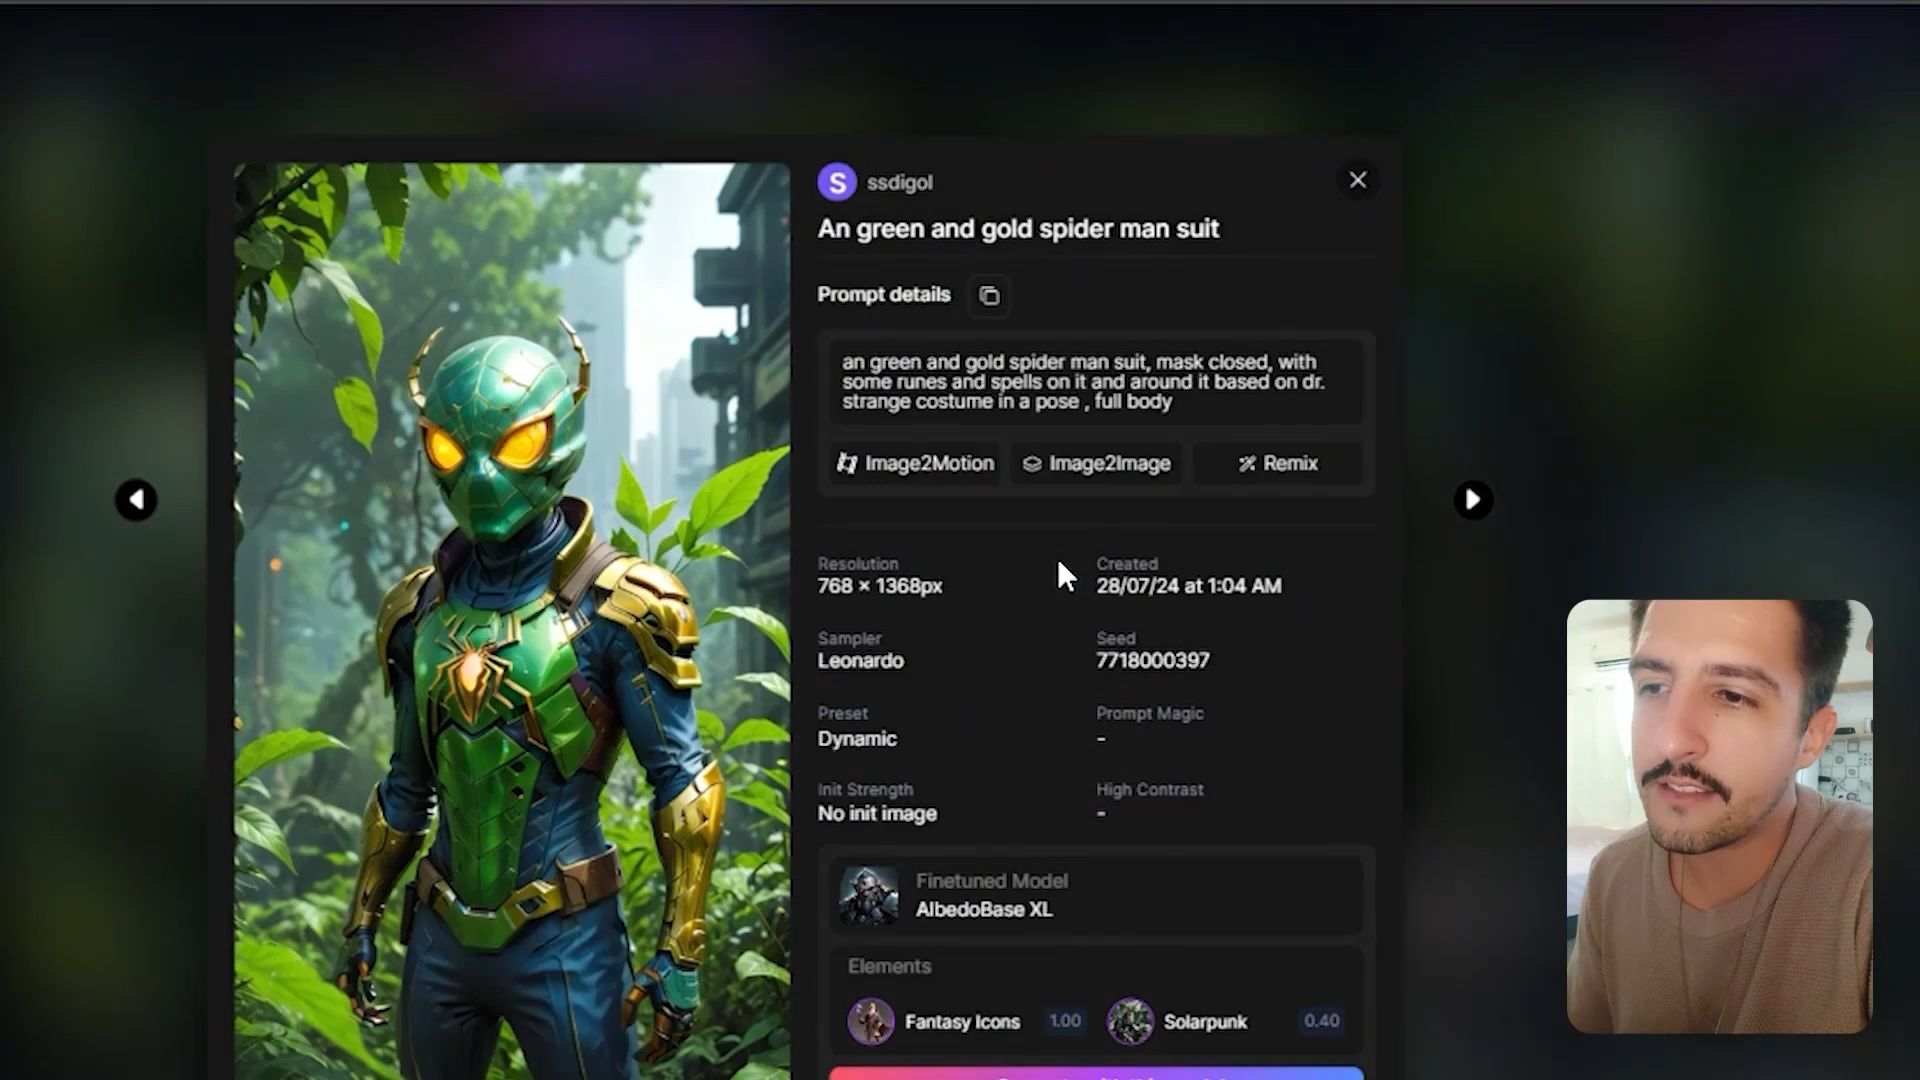 S ssdigol
An green and gold spider man suit
Prompt details
an green and gold spider man suit, mask closed, with
some runes and spells on it and around it based on dr.
strange costume in a pose , full body
Image2Motion
Image2Image
Remix
Resolution
768 × 1368px
Created
28/07/24 at 1:04 AM
Sampler
Leonardo
Seed
7718000397
Preset
Dynamic
Prompt Magic
-
Init Strength
No init image
High Contrast
-
Finetuned Model
AlbedoBase XL
Elements
Fantasy Icons 1.00
Solarpunk 0.40